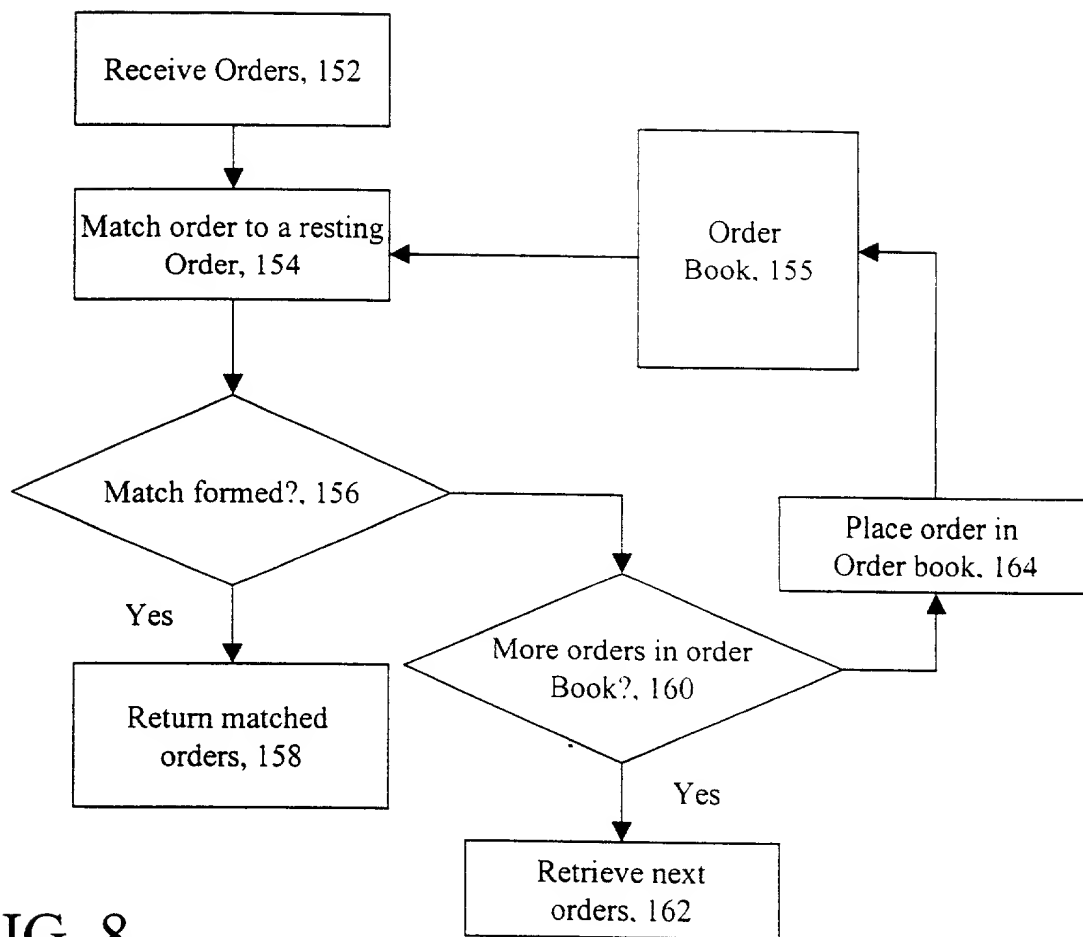 Receive Orders, 152
Match order to a resting
Order, 154
Order
Book, 155
Match formed?, 156
Place order in
Order book, 164
Yes
More orders in order
Book?, 160
Return matched
orders, 158
Yes
Retrieve next
orders, 162
IG. 8